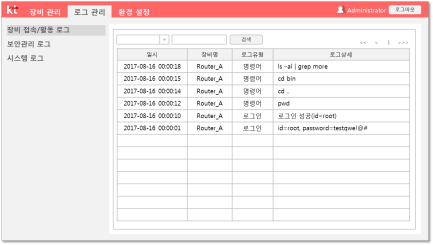 kt 장비 관리 로그 관리 환경 설정 Administrator 로그아웃
장비 접속/활동 로그
보안관리 로그
시스템 로그
검색
<< < 1 > >>
일시 장비명 로그유형 로그상세
2017-08-16 00:00:18 Router_A 명령어 ls -al | grep more
2017-08-16 00:00:15 Router_A 명령어 cd bin
2017-08-16 00:00:14 Router_A 명령어 cd ..
2017-08-16 00:00:12 Router_A 명령어 pwd
2017-08-16 00:00:10 Router_A 로그인 로그인 성공(id=root)
2017-08-16 00:00:01 Router_A 로그인 id=root, password=testqwe!@#